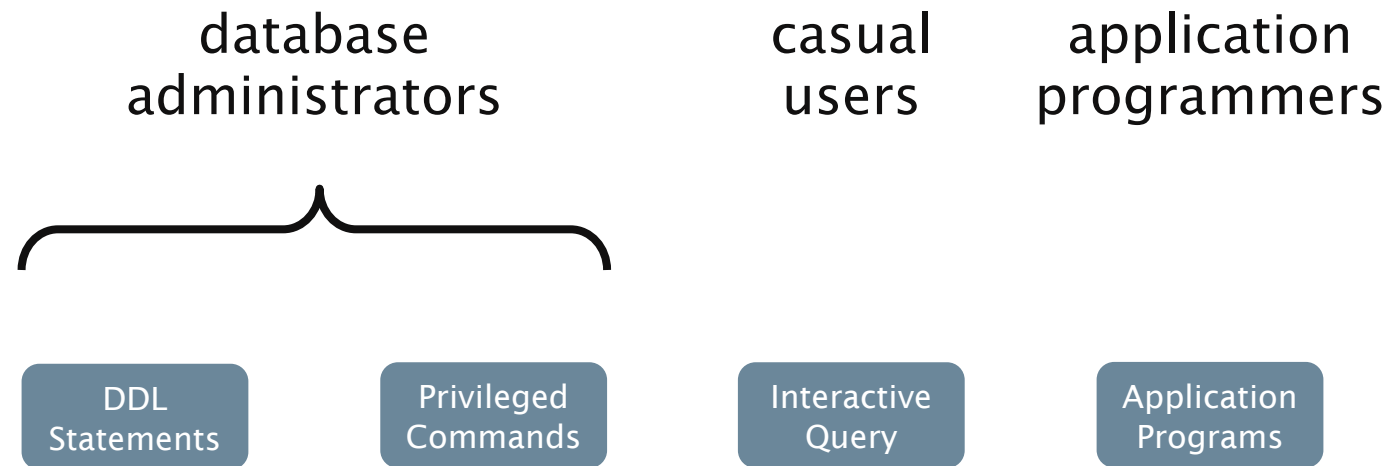 database
administrators
casual
users
application
programmers
DDL
Statements
Privileged
Commands
Interactive
Query
Application
Programs